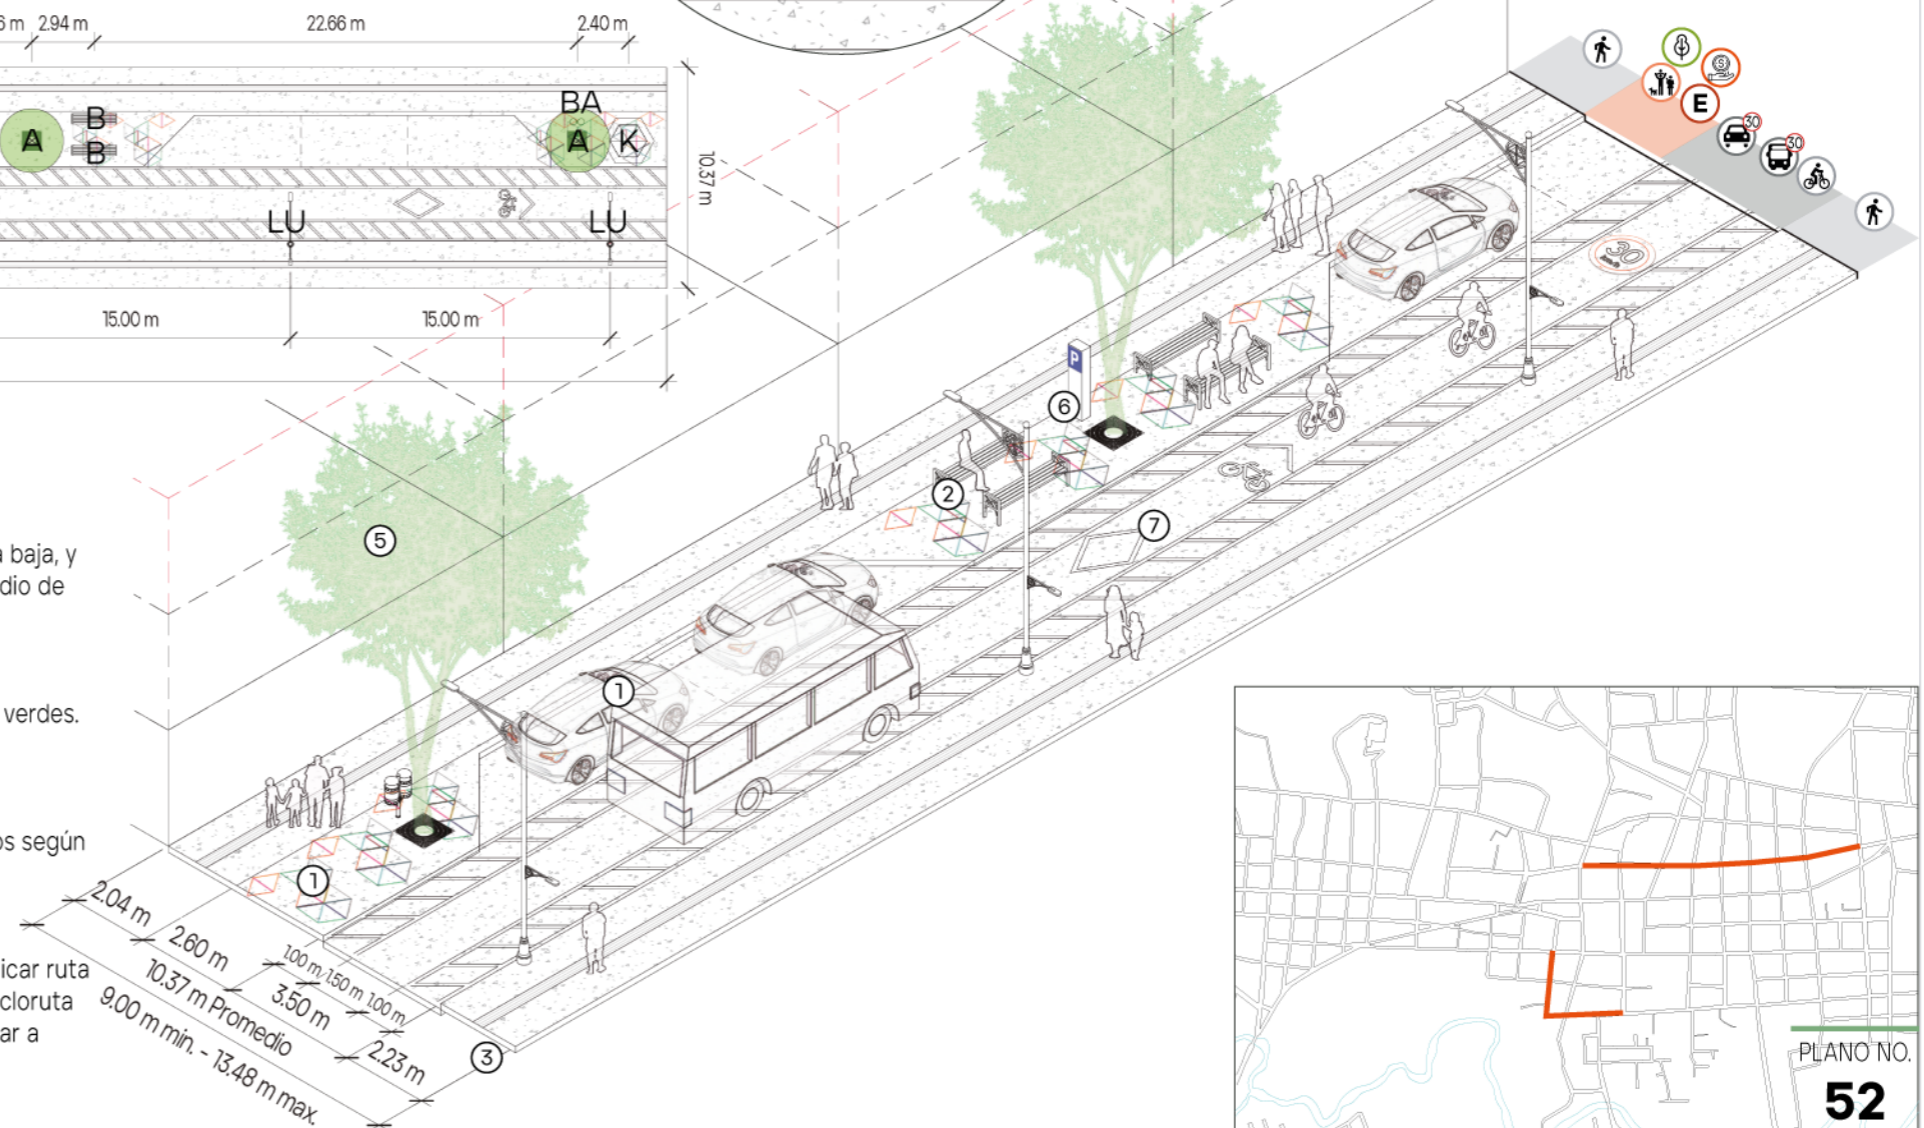 2.94 m
22.66 m
2.40 m
A
B
B
BA
A
K
LU
LU
10.37 m
15.00 m
15.00 m
E
30
30
30
P
6
2
7
5
1
1
3
baja, y
dio de
verdes.
según
icar ruta
cloruta
ar a
2.04 m
2.60 m
1.00 m
1.50 m
1.00 m
3.50 m
2.23 m
10.37 m Promedio
9.00 m min. - 13.48 m max.
PLANO NO.
52